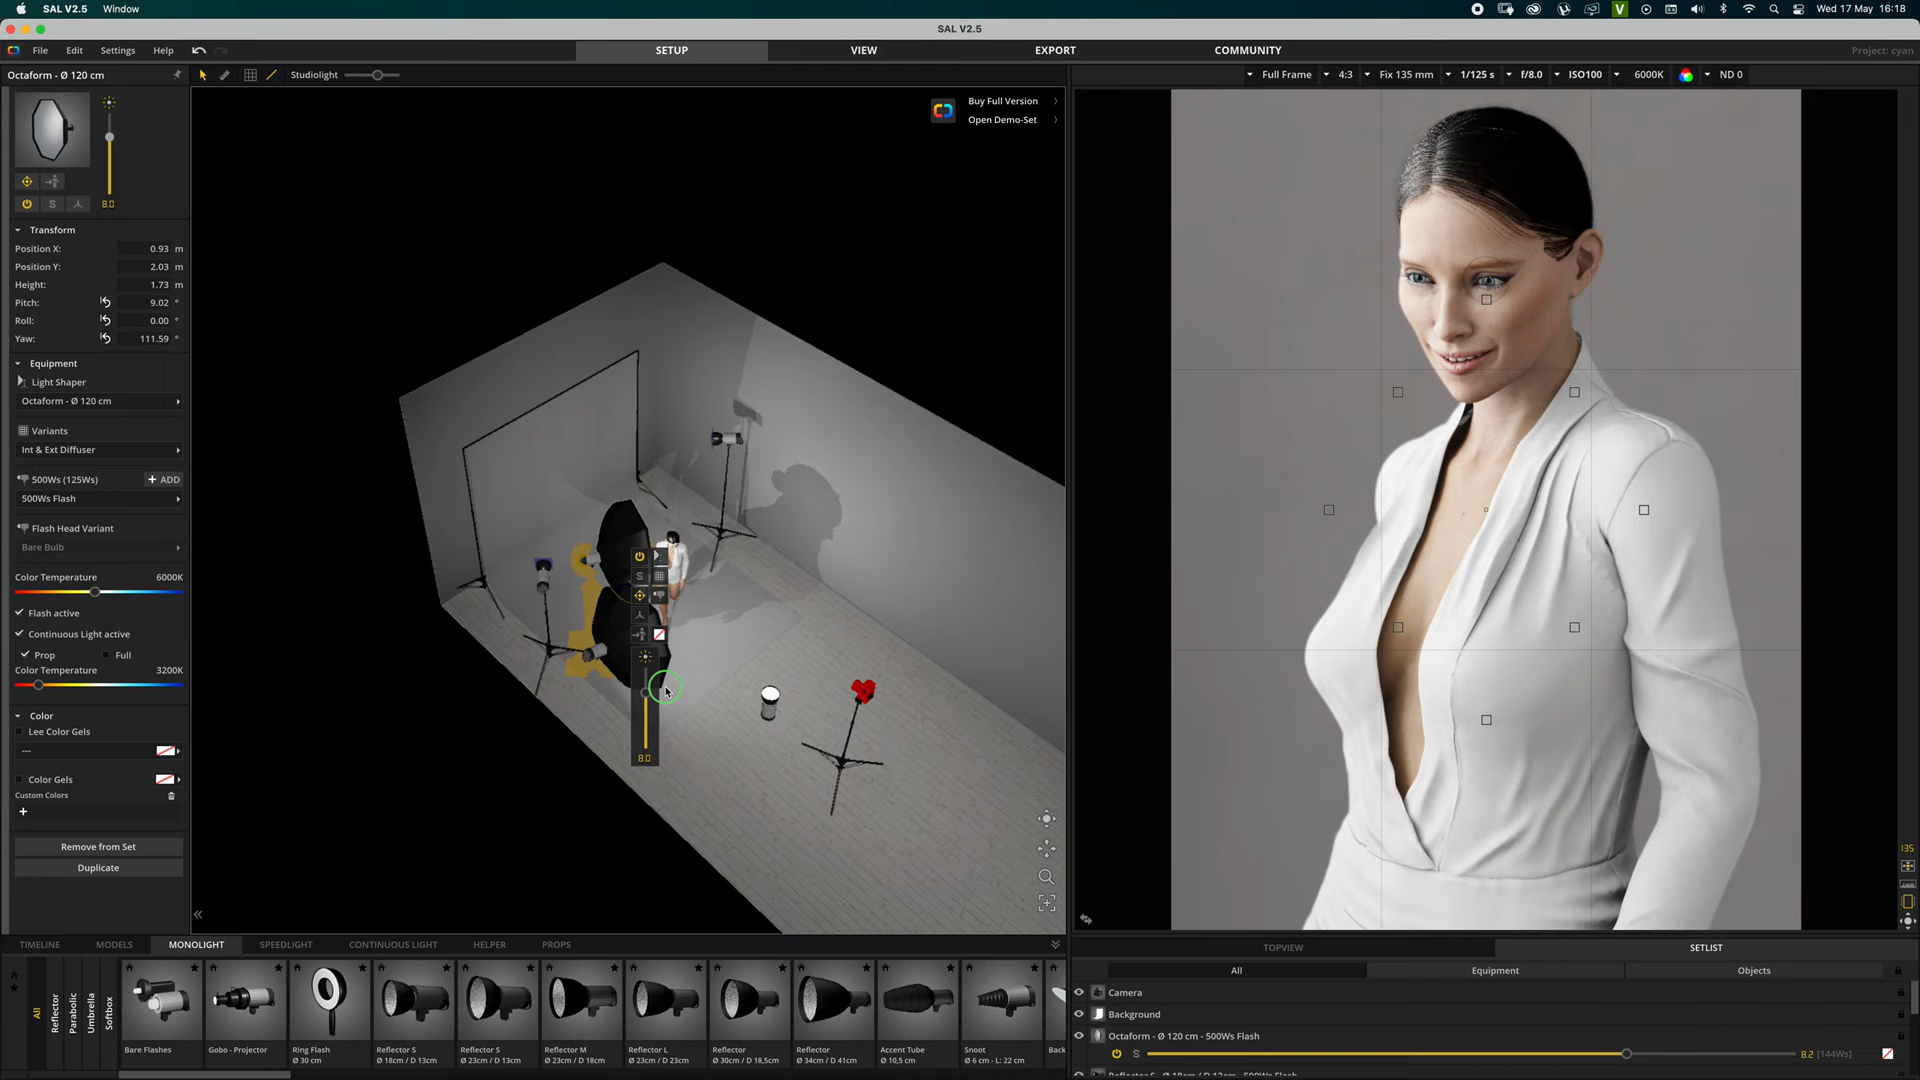 SAL V2.5 Window
V
Wed 17 May 16:18
SAL V2.5
File Edit Settings Help
SETUP VIEW EXPORT COMMUNITY
Project: cyan
Octaform - Ø 120 cm
Studiolight
Full Frame 4:3 Fix 135 mm 1/125 s f/8.0 ISO100 6000K ND 0
S
8.0
Transform
Position X: 0.93 m
Position Y: 2.03 m
Height: 1.73 m
Pitch: 9.02 °
Roll: 0.00 °
Yaw: 111.59 °
Equipment
Light Shaper
Octaform - Ø 120 cm
Variants
Int & Ext Diffuser
500Ws (125Ws) + ADD
500Ws Flash
Flash Head Variant
Bare Bulb
Color Temperature 6000K
Flash active
Continuous Light active
Prop Full
Color Temperature 3200K
Color
Lee Color Gels
---
Color Gels
Custom Colors
+
Remove from Set
Duplicate
Buy Full Version
Open Demo-Set
S
8.0
135
TIMELINE MODELS MONOLIGHT SPEEDLIGHT CONTINUOUS LIGHT HELPER PROPS
All Reflector Parabolic Umbrella Softbox
Bare Flashes
Gobo - Projector
Ring Flash
Ø 30 cm
Reflector S
Ø 18cm / D 13cm
Reflector S
Ø 23cm / D 13cm
Reflector M
Ø 23cm / D 18cm
Reflector L
Ø 23cm / D 23cm
Reflector
Ø 30cm / D 18,5cm
Reflector
Ø 34cm / D 41cm
Accent Tube
Ø 10,5 cm
Snoot
Ø 6 cm - L: 22 cm
Back
TOPVIEW SETLIST
All Equipment Objects
Camera
Background
Octaform - Ø 120 cm - 500Ws Flash
S 8.2 [144Ws]
Reflector S - Ø 18cm / D 13cm - 500Ws Flash